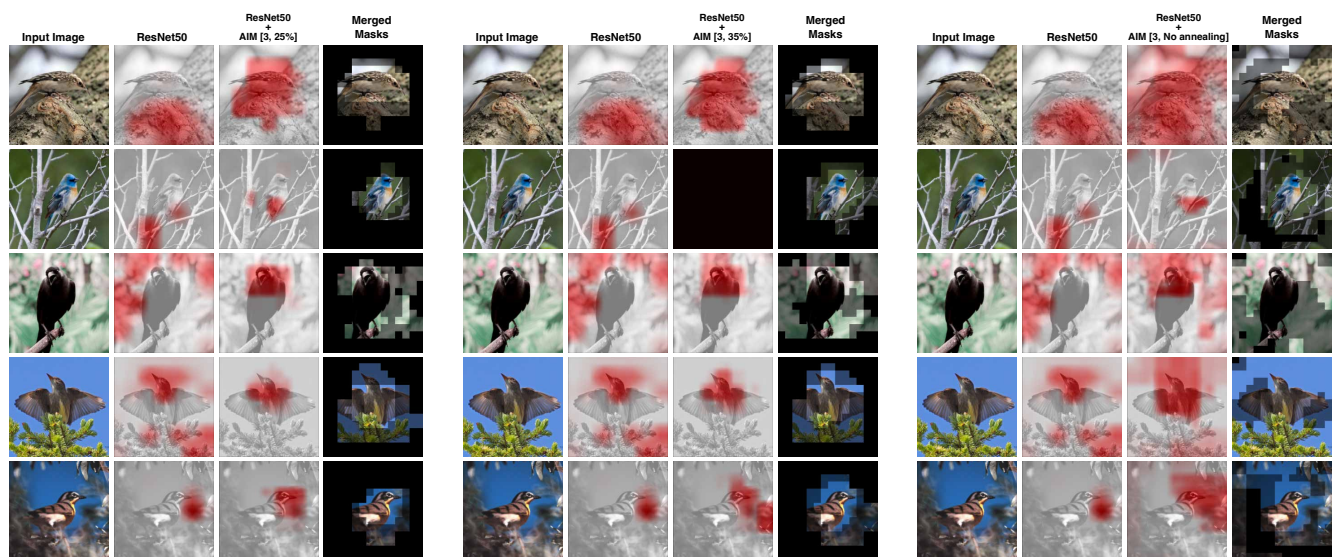 Input Image
ResNet50
ResNet50
+
AIM [3, 25%]
Merged
Masks
Input Image
ResNet50
ResNet50
+
AIM [3, 35%]
Merged
Masks
Input Image
ResNet50
ResNet50
+
AIM [3, No annealing]
Merged
Masks